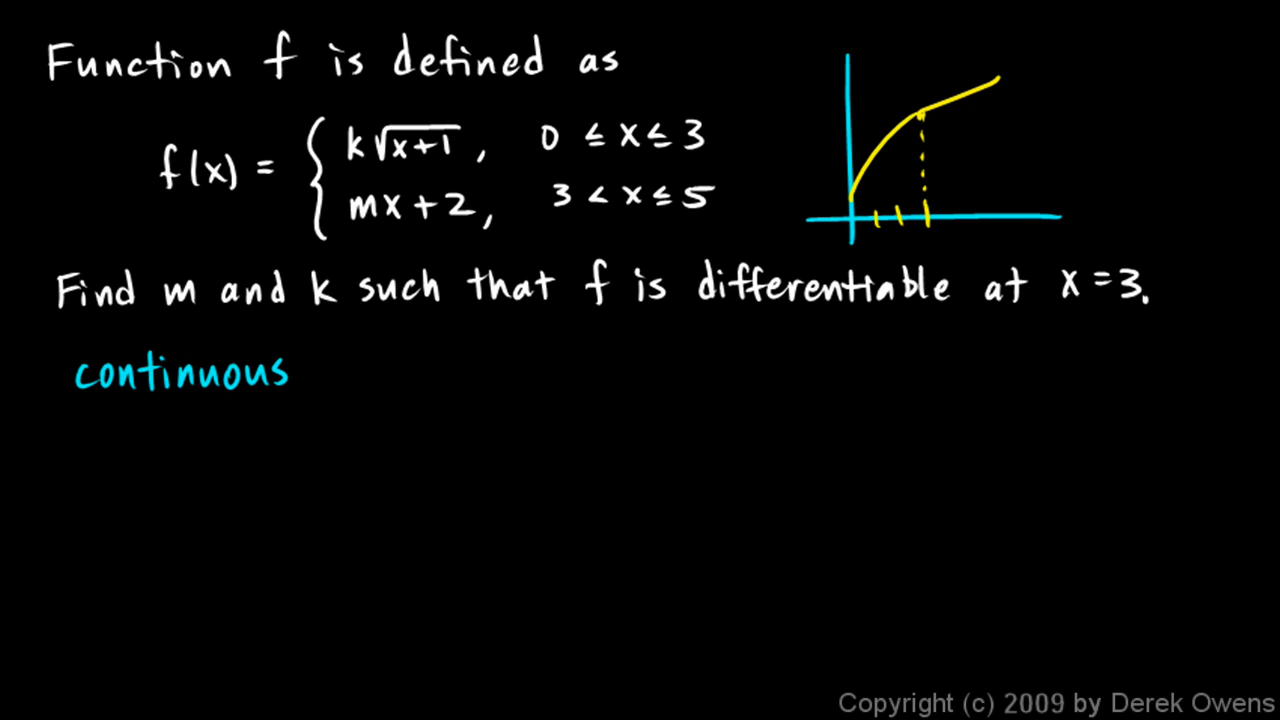 Function f is defined as
f(x) = { k√(x+1), 0 ≤ x ≤ 3
mx + 2, 3 < x ≤ 5
Find m and k such that f is differentiable at x = 3.
continuous
Copyright (c) 2009 by Derek Owens